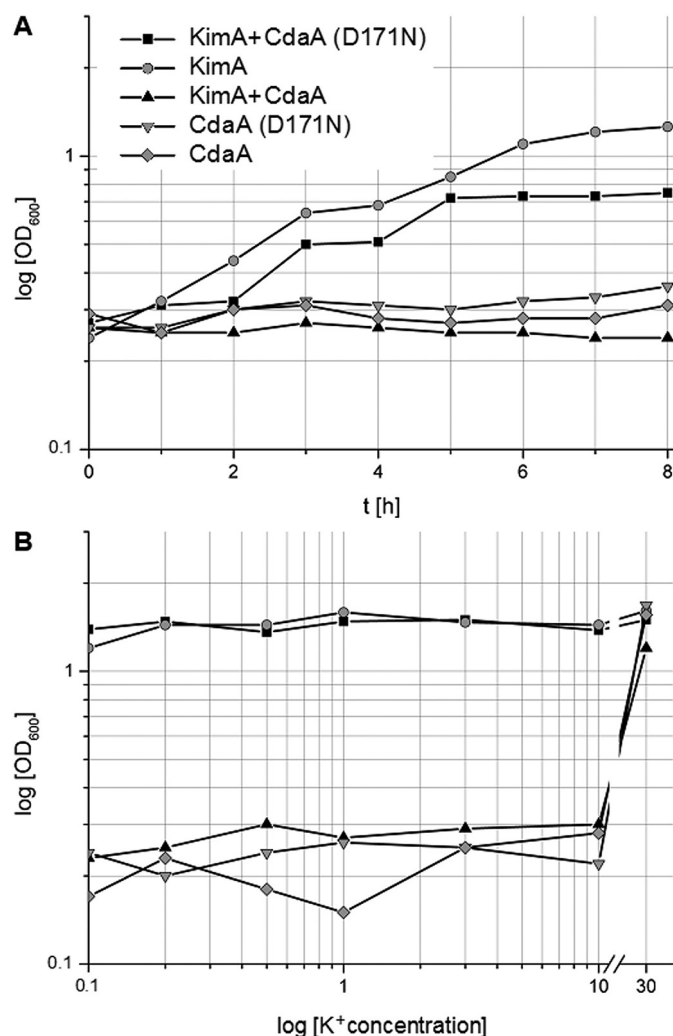 A
KimA+CdaA (D171N)
KimA
KimA+CdaA
CdaA (D171N)
CdaA
1
log [OD600]
0.1
0 2 4 6 8
t [h]
B
1
log [OD600]
0.1
0.1 1 10 30
log [K+concentration]